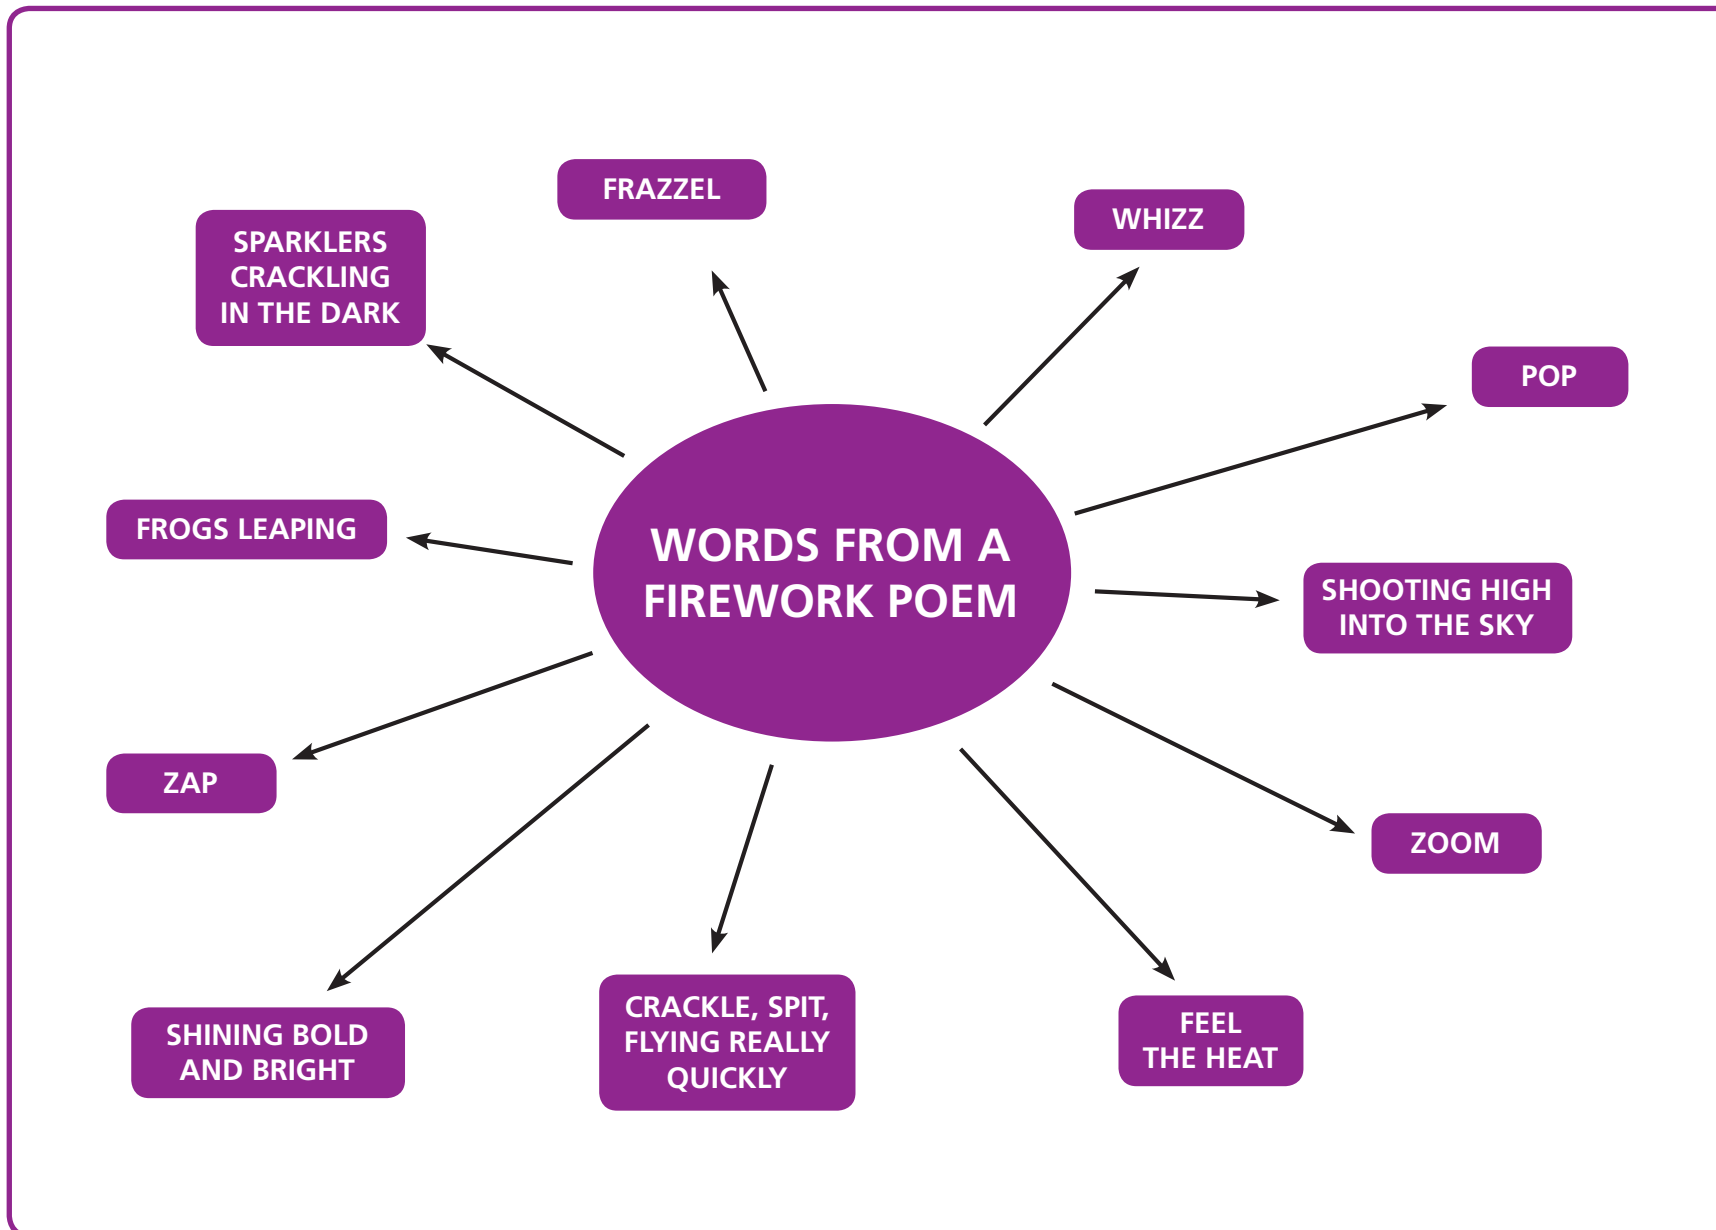 FRAZZEL
WHIZZ
SPARKLERS
CRACKLING
IN THE DARK
POP
FROGS LEAPING
WORDS FROM A
FIREWORK POEM
SHOOTING HIGH
INTO THE SKY
ZAP
ZOOM
SHINING BOLD
AND BRIGHT
CRACKLE, SPIT,
FLYING REALLY
QUICKLY
FEEL
THE HEAT